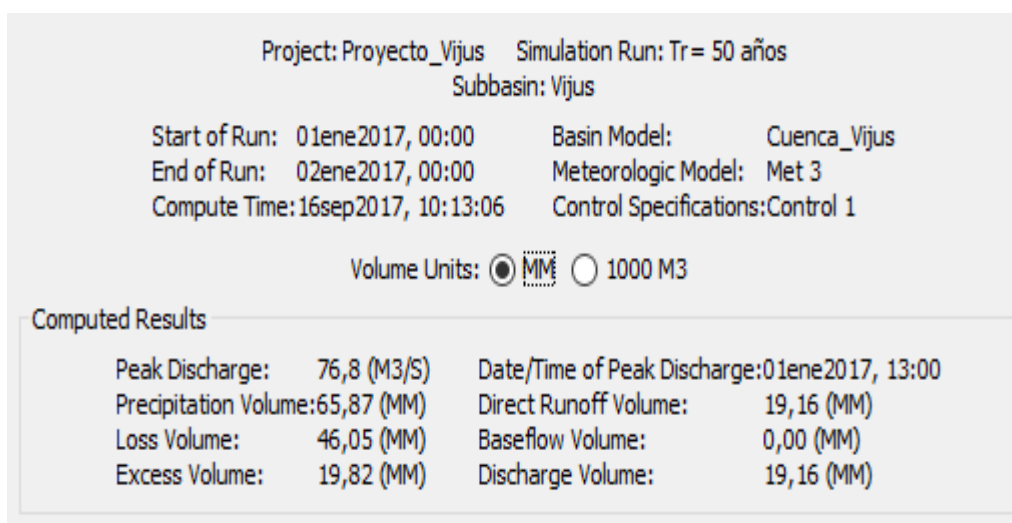 Project: Proyecto_Vijus Simulation Run: Tr= 50 años
Subbasin: Vijus
Start of Run: 01ene2017, 00:00 Basin Model: Cuenca_Vijus
End of Run: 02ene2017, 00:00 Meteorologic Model: Met 3
Compute Time:16sep2017, 10:13:06 Control Specifications:Control 1
Volume Units: MM 1000 M3
Computed Results
Peak Discharge: 76,8 (M3/S) Date/Time of Peak Discharge:01ene2017, 13:00
Precipitation Volume:65,87 (MM) Direct Runoff Volume: 19,16 (MM)
Loss Volume: 46,05 (MM) Baseflow Volume: 0,00 (MM)
Excess Volume: 19,82 (MM) Discharge Volume: 19,16 (MM)